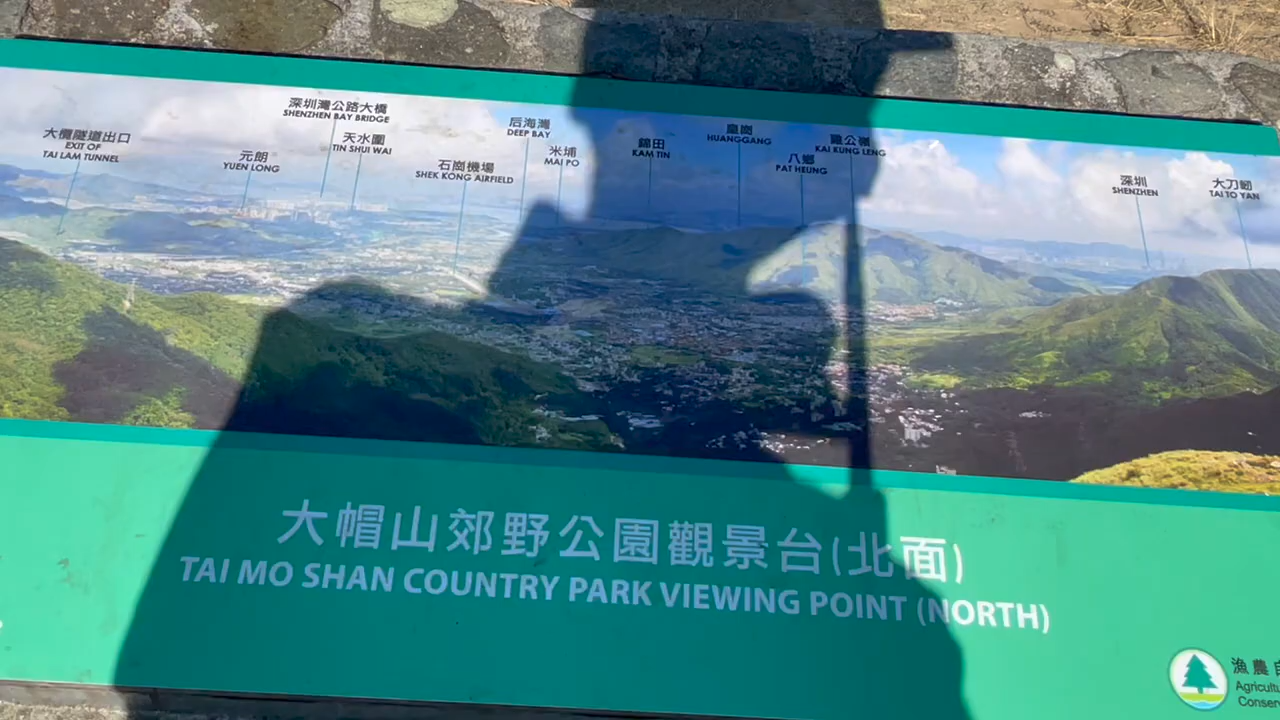 大欖隧道出口
EXIT OF
TAI LAM TUNNEL
元朗
YUEN LONG
深圳灣公路大橋
SHENZHEN BAY BRIDGE
天水圍
TIN SHUI WAI
石崗機場
SHEK KONG AIRFIELD
后海灣
DEEP BAY
米埔
MAI PO
錦田
KAM TIN
皇崗
HUANGGANG
八鄉
PAT HEUNG
雞公嶺
KAI KUNG LENG
深圳
SHENZHEN
大刀屻
TAI TO YAN
大帽山郊野公園觀景台(北面)
TAI MO SHAN COUNTRY PARK VIEWING POINT (NORTH)
漁農